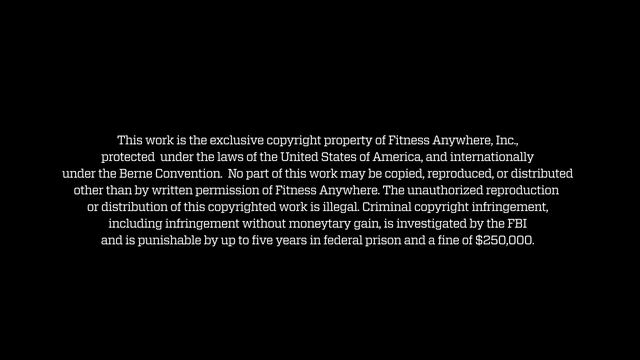 This work is the exclusive copyright property of Fitness Anywhere, Inc.,
protected  under the laws of the United States of America, and internationally
under the Berne Convention.  No part of this work may be copied, reproduced, or distributed
other than by written permission of Fitness Anywhere. The unauthorized reproduction
or distribution of this copyrighted work is illegal. Criminal copyright infringement,
including infringement without moneytary gain, is investigated by the FBI
and is punishable by up to five years in federal prison and a fine of $250,000.